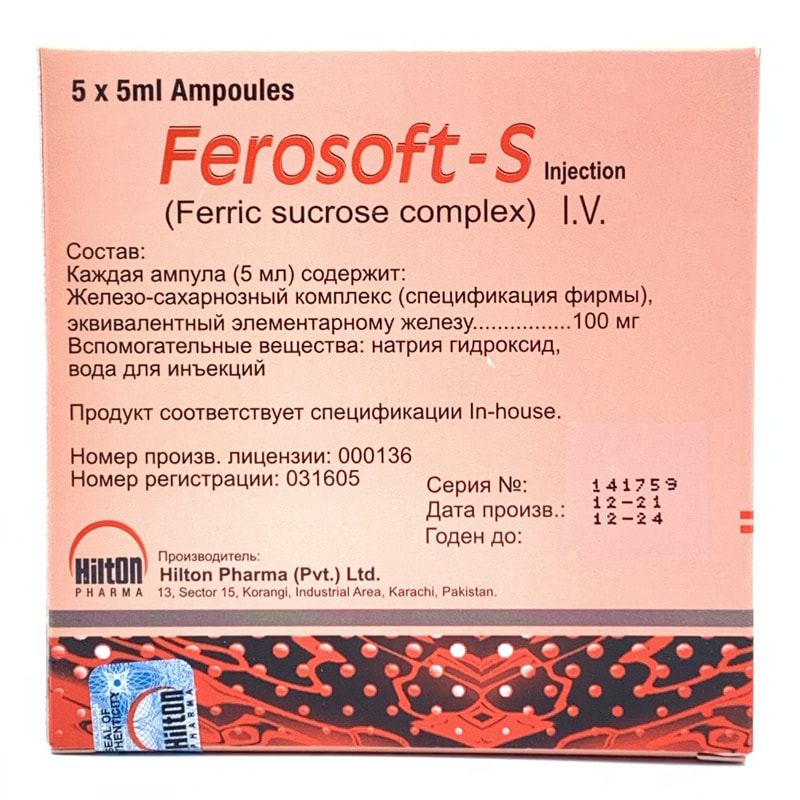 5 x 5ml Ampoules
Ferosoft-S Injection
(Ferric sucrose complex) I.V.
Состав:
Каждая ампула (5 мл) содержит:
Железо-сахарнозный комплекс (спецификация фирмы),
эквивалентный элементарному железу................100 мг
Вспомогательные вещества: натрия гидроксид,
вода для инъекций
Продукт соответствует спецификации In-house.
Номер произв. лицензии: 000136
Номер регистрации: 031605
Серия №: 141759
Дата произв.: 12-21
Годен до: 12-24
Hilton
PHARMA
Производитель:
Hilton Pharma (Pvt.) Ltd.
13, Sector 15, Korangi, Industrial Area, Karachi, Pakistan.
SEAL OF
Hilton
PHARMA